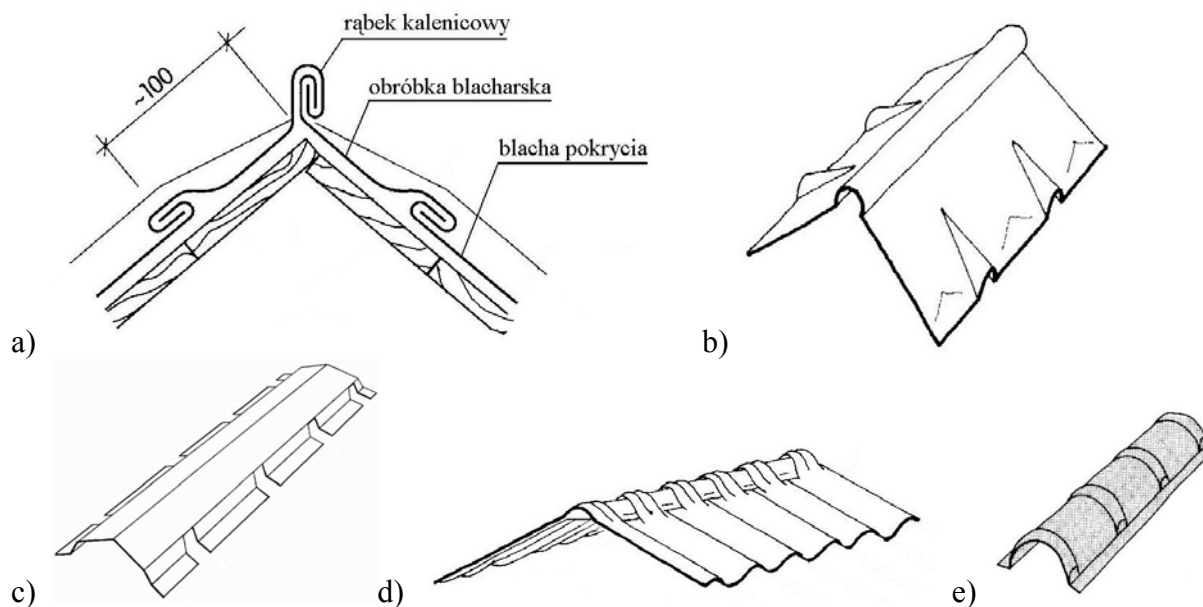 rąbek kalenicowy
~100
obróbka blacharska
blacha pokrycia
a)
b)
c)
d)
e)